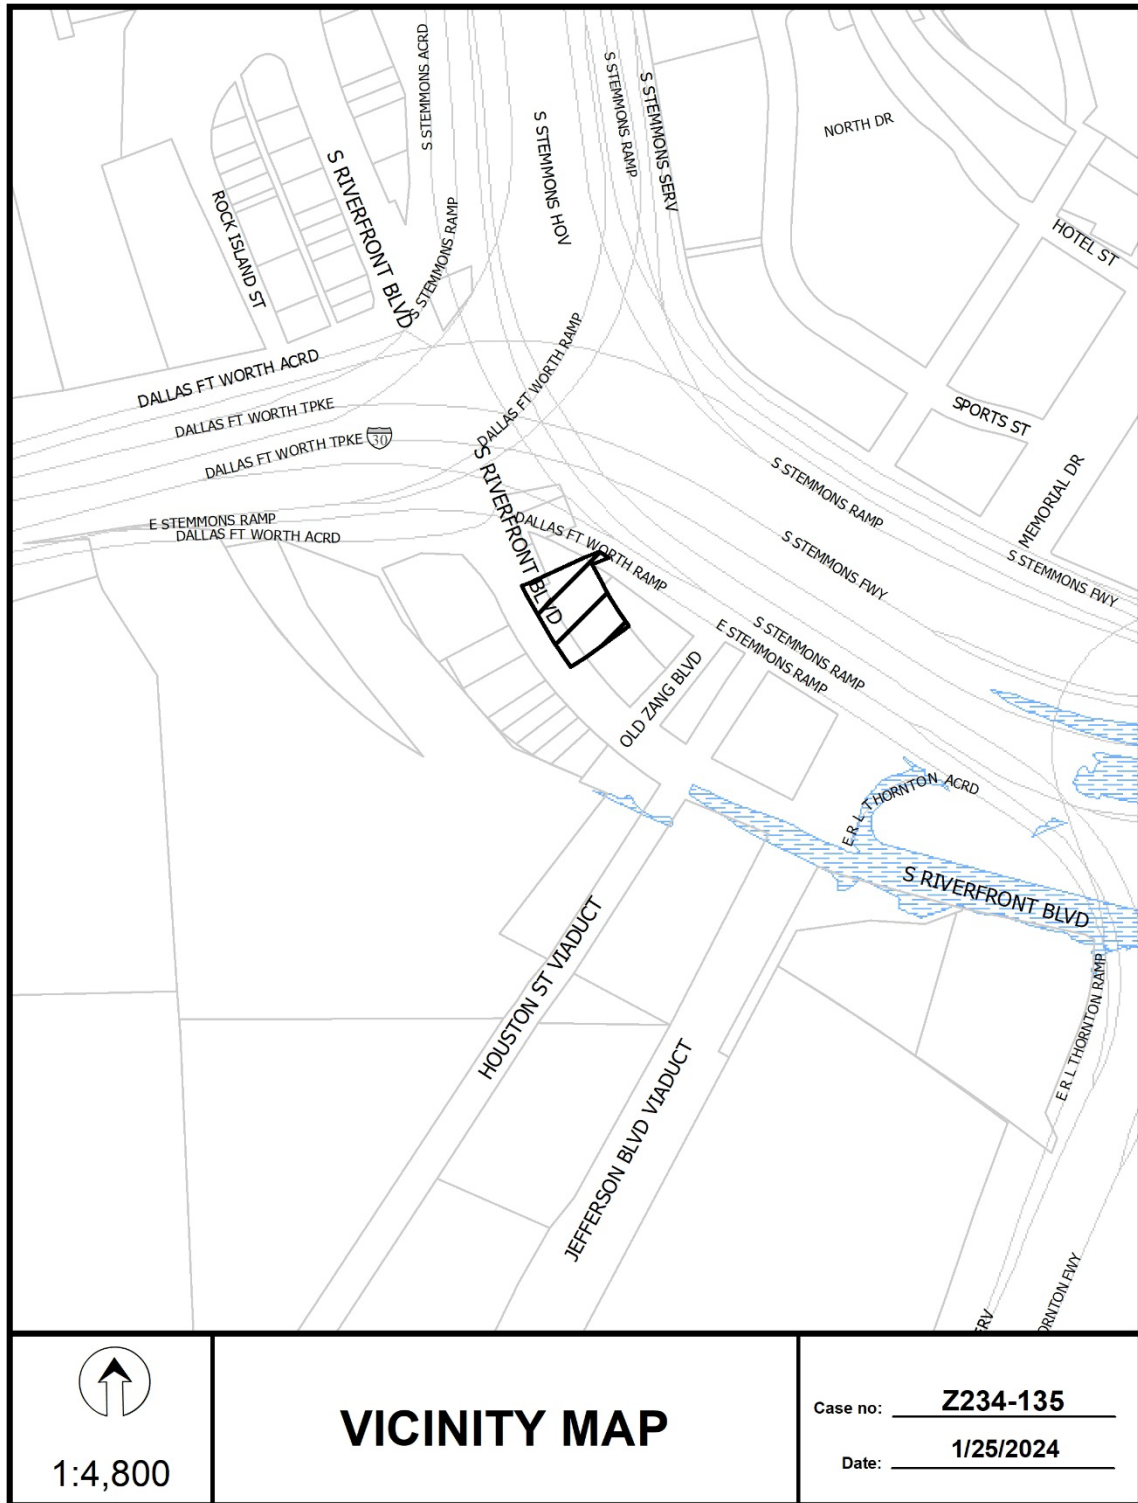 S STEMMONS ACRD
S STEMMONS RAMP
S STEMMONS SERV
S STEMMONS HOV
NORTH DR
S RIVERFRONT BLVD
ROCK ISLAND ST
S STEMMONS RAMP
HOTEL ST
DALLAS FT WORTH ACRD
DALLAS FT WORTH RAMP
DALLAS FT WORTH TPKE
DALLAS FT WORTH TPKE
30
SPORTS ST
S RIVERFRONT BLVD
S STEMMONS RAMP
MEMORIAL DR
E STEMMONS RAMP
DALLAS FT WORTH ACRD
DALLAS FT WORTH RAMP
S STEMMONS FWY
S STEMMONS FWY
S STEMMONS RAMP
E STEMMONS RAMP
OLD ZANG BLVD
E R L THORNTON ACRD
S RIVERFRONT BLVD
HOUSTON ST VIADUCT
E R L THORNTON RAMP
JEFFERSON BLVD VIADUCT
ERV
ORNTON FWY
1:4,800
VICINITY MAP
Case no: Z234-135
Date: 1/25/2024